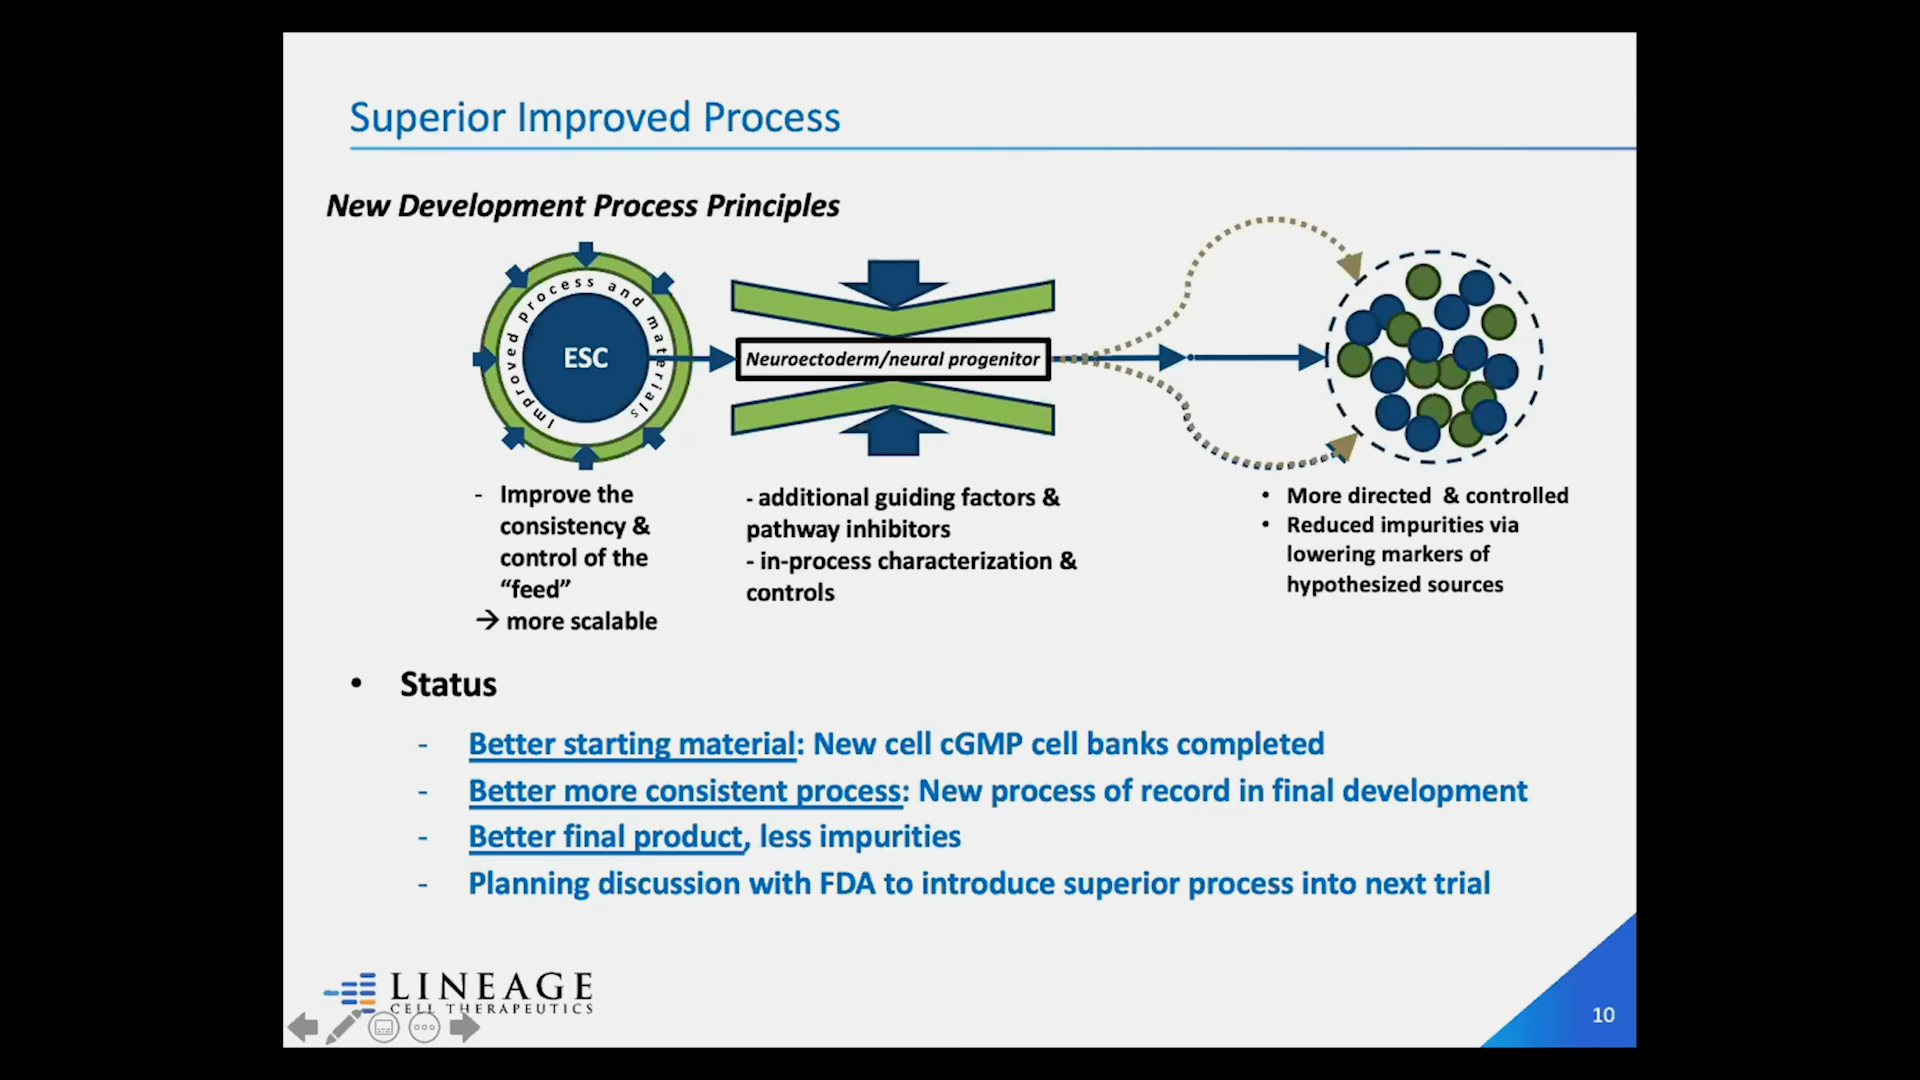 Superior Improved Process
New Development Process Principles
Improved process and materials
ESC
Neuroectoderm/neural progenitor
- Improve the
consistency &
control of the
“feed”
→ more scalable
- additional guiding factors &
pathway inhibitors
- in-process characterization &
controls
• More directed & controlled
• Reduced impurities via
lowering markers of
hypothesized sources
• Status
- Better starting material: New cell cGMP cell banks completed
- Better more consistent process: New process of record in final development
- Better final product, less impurities
- Planning discussion with FDA to introduce superior process into next trial
LINEAGE
CELL THERAPEUTICS
10